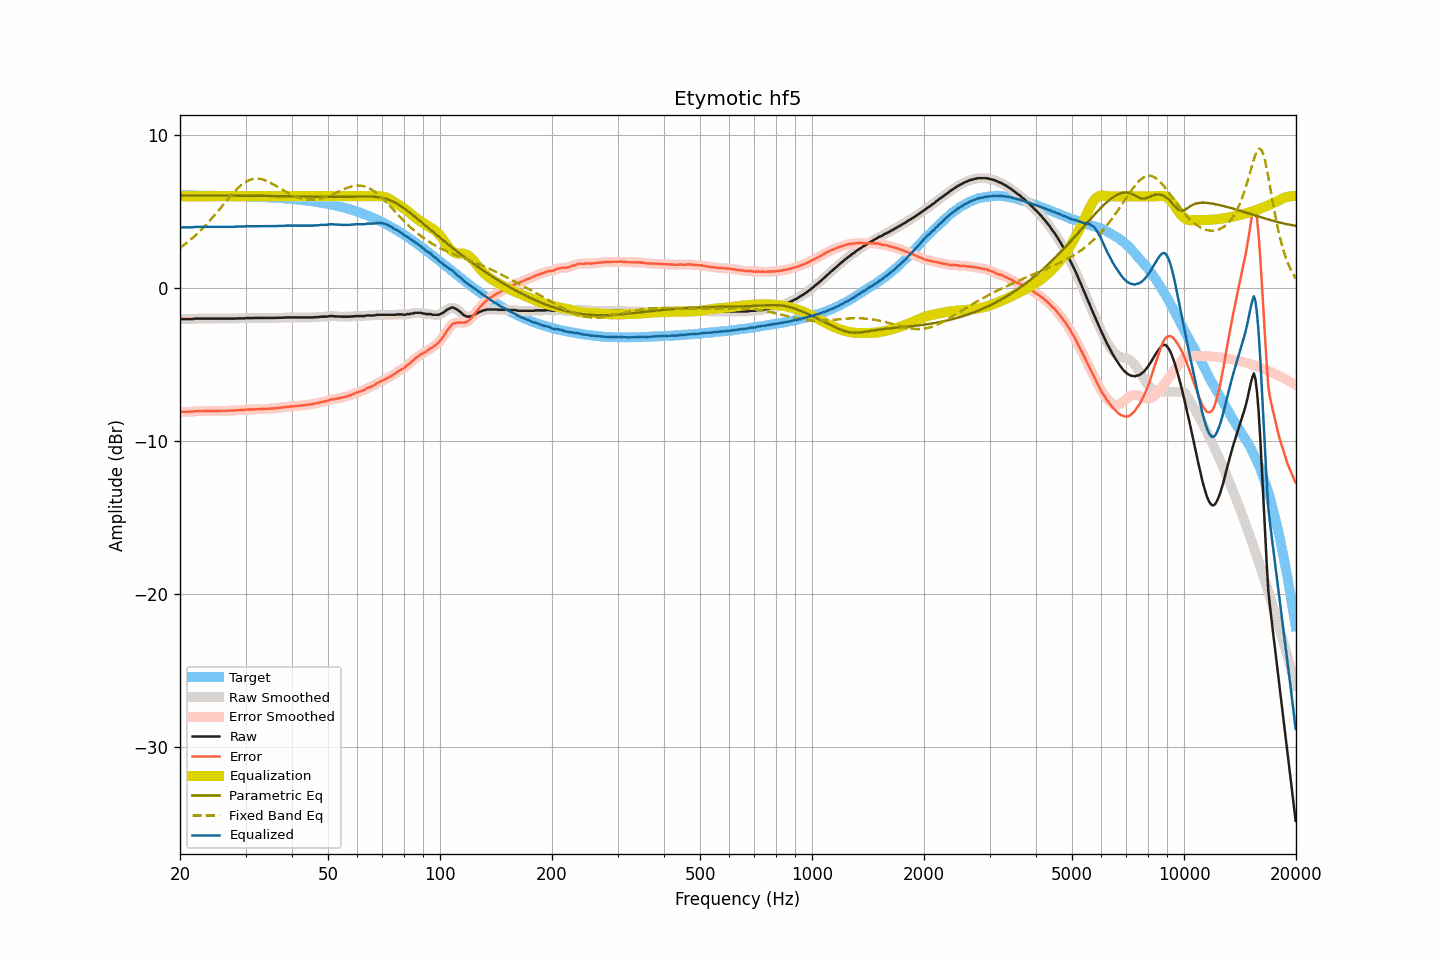 Etymotic hf5
10
0
−10
−20
−30
Amplitude (dBr)
Target
Raw Smoothed
Error Smoothed
Raw
Error
Equalization
Parametric Eq
Fixed Band Eq
Equalized
20 50 100 200 500 1000 2000 5000 10000 20000
Frequency (Hz)